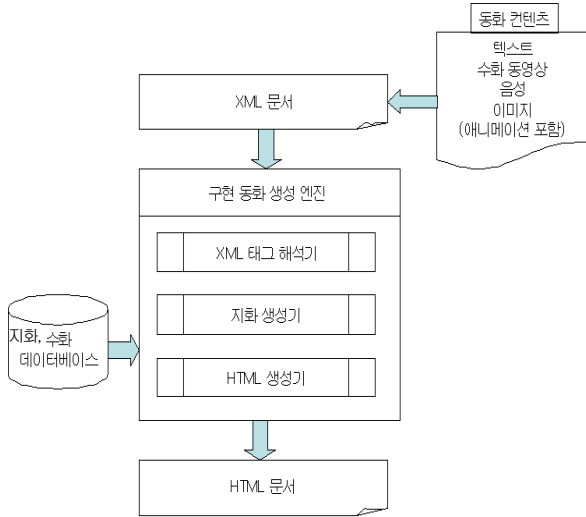 동화 컨텐츠
텍스트
수화 동영상
음성
이미지
(애니메이션 포함)
XML 문서
구현 동화 생성 엔진
XML 태그 해석기
지화 생성기
HTML 생성기
지화, 수화
데이터베이스
HTML 문서